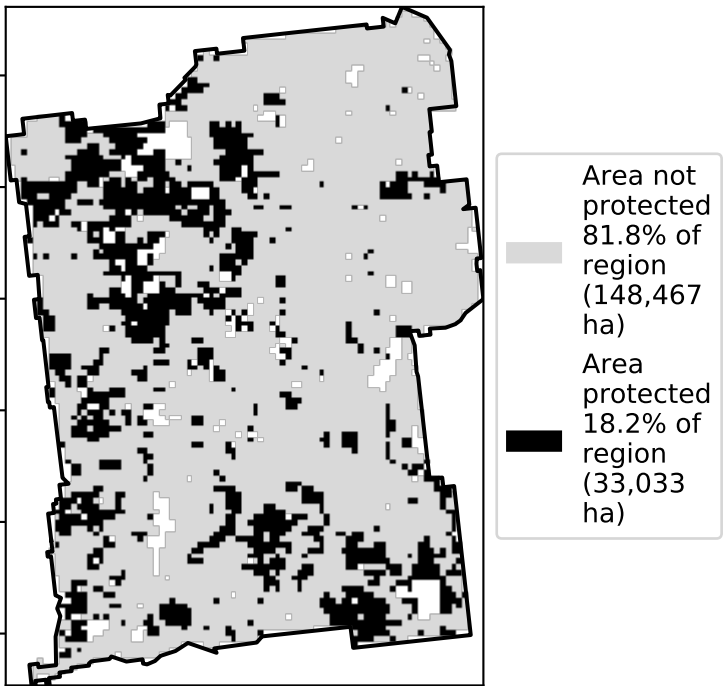 Area not
protected
81.8% of
region
(148,467
ha)
Area
protected
18.2% of
region
(33,033
ha)